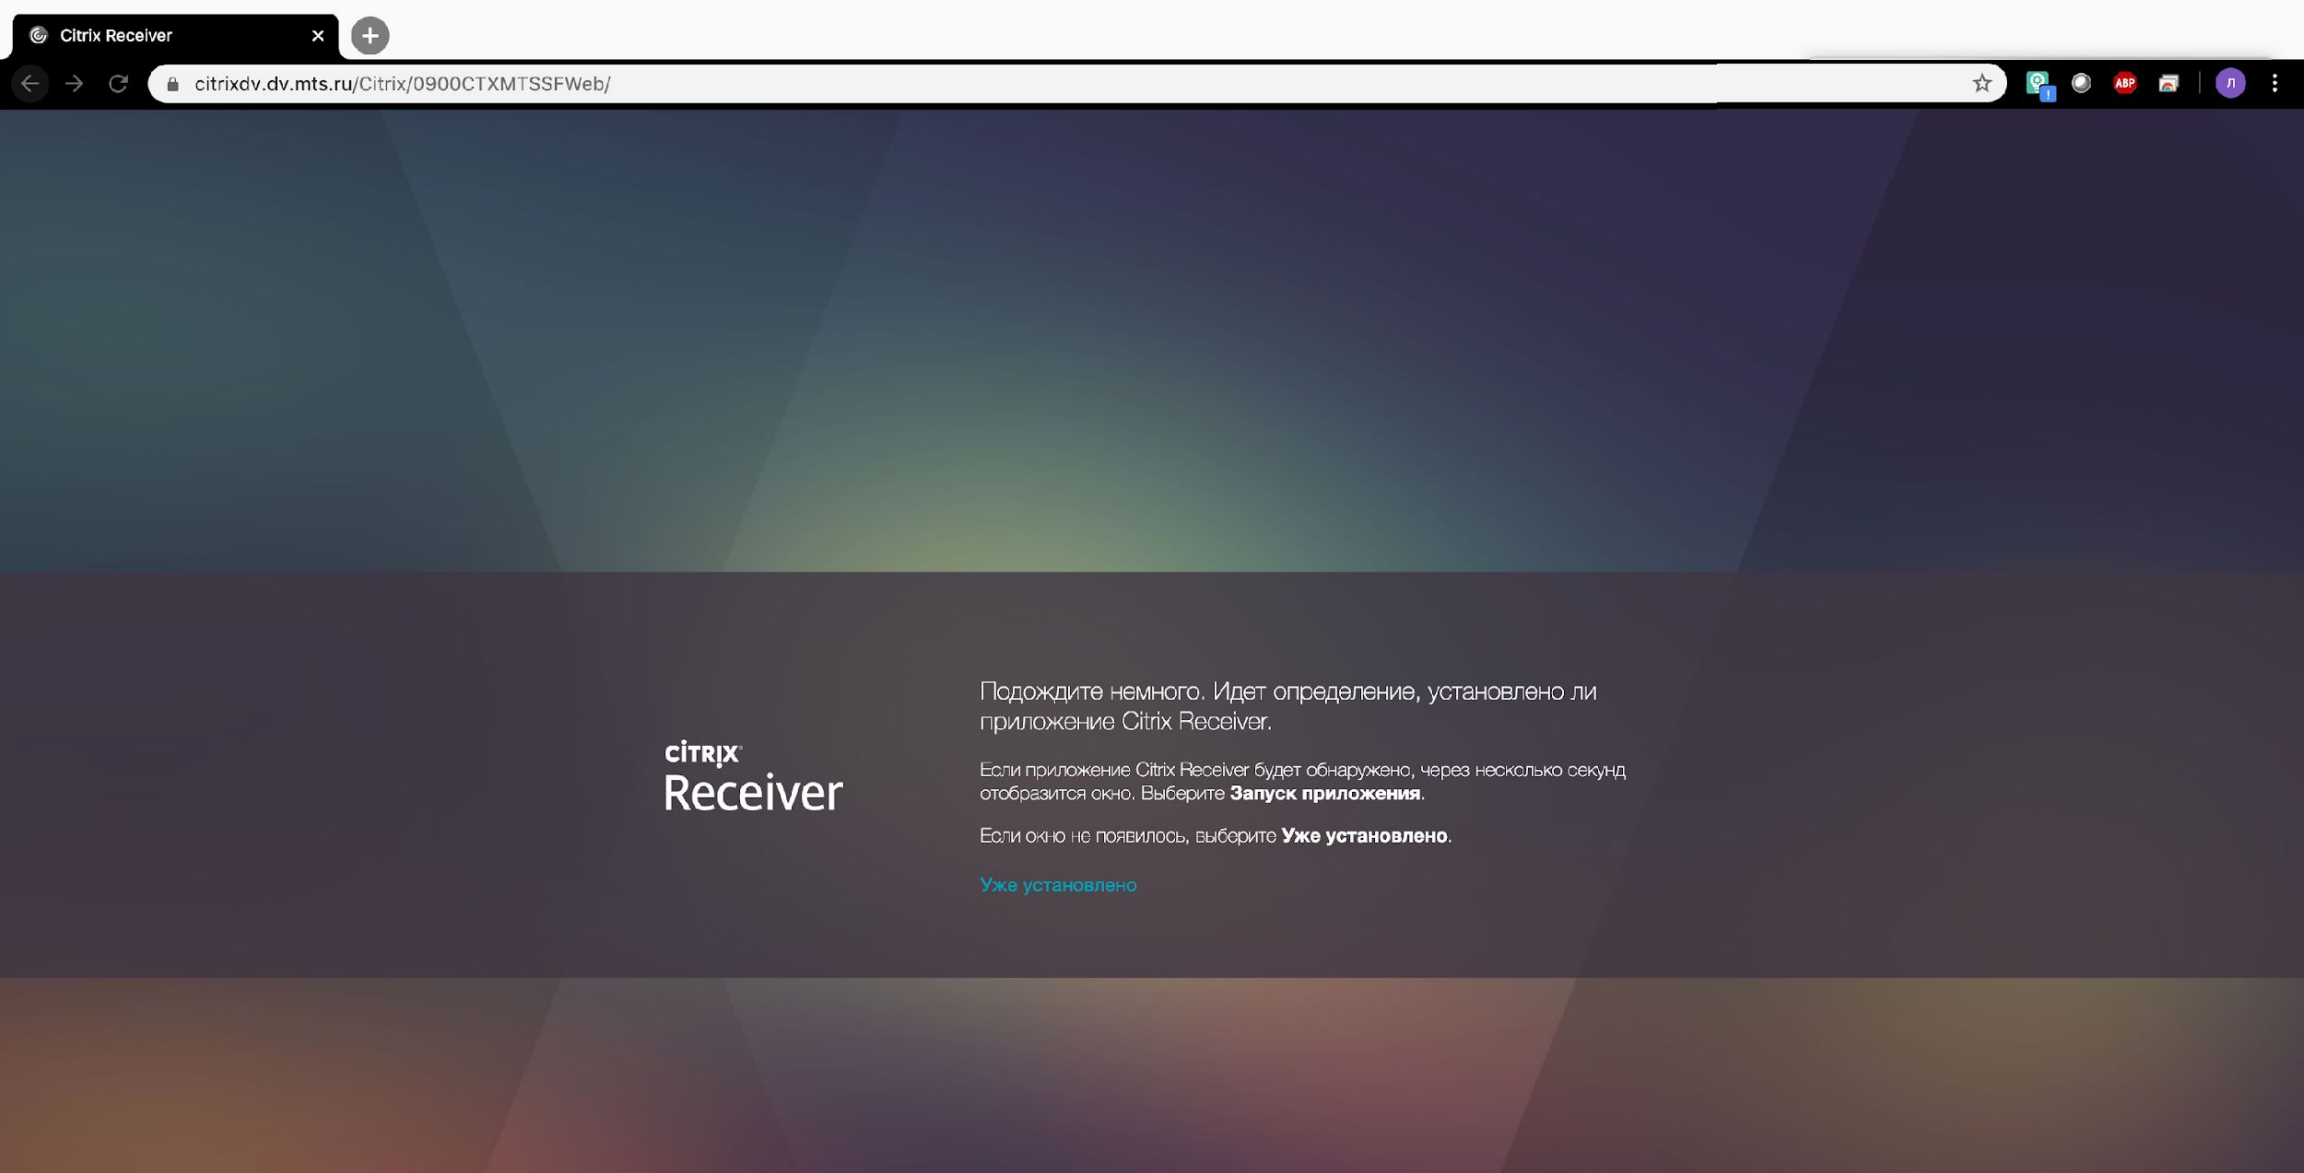 Citrix Receiver
citrixdv.dv.mts.ru/Citrix/0900CTXMTSSFWeb/
ABP
Л
CİTRIX
Receiver
Подождите немного. Идет определение, установлено ли
приложение Citrix Receiver.
Если приложение Citrix Receiver будет обнаружено, через несколько секунд
отобразится окно. Выберите Запуск приложения.
Если окно не появилось, выберите Уже установлено.
Уже установлено